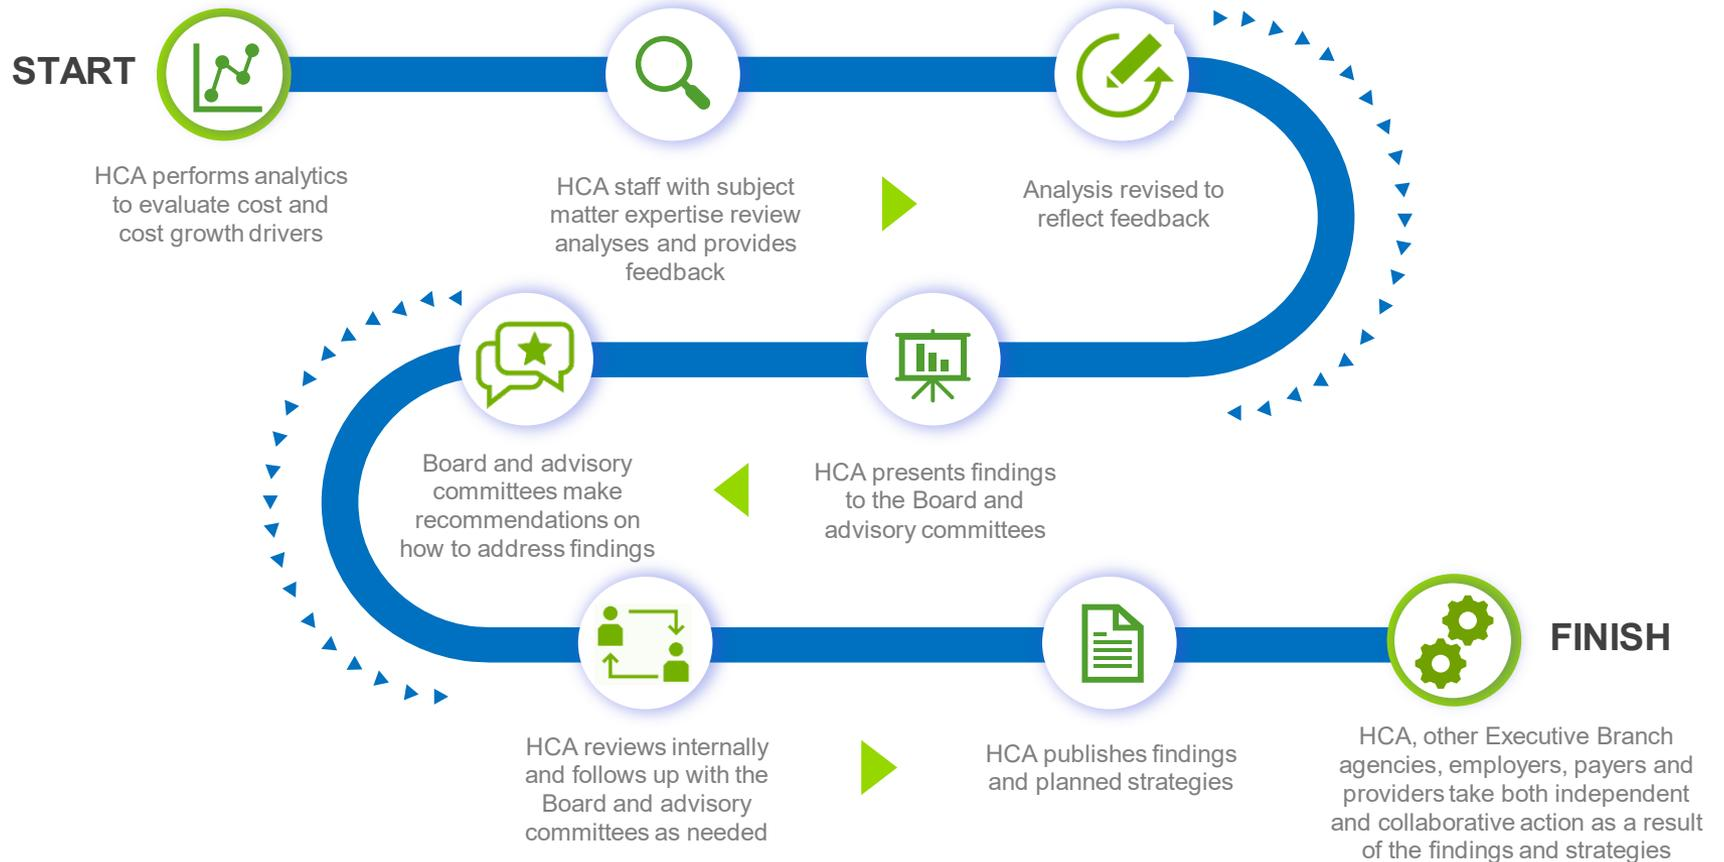 START
HCA performs analytics
to evaluate cost and
cost growth drivers
HCA staff with subject
matter expertise review
analyses and provides
feedback
Analysis revised to
reflect feedback
HCA presents findings
to the Board and
advisory committees
Board and advisory
committees make
recommendations on
how to address findings
HCA reviews internally
and follows up with the
Board and advisory
committees as needed
HCA publishes findings
and planned strategies
FINISH
HCA, other Executive Branch
agencies, employers, payers and
providers take both independent
and collaborative action as a result
of the findings and strategies